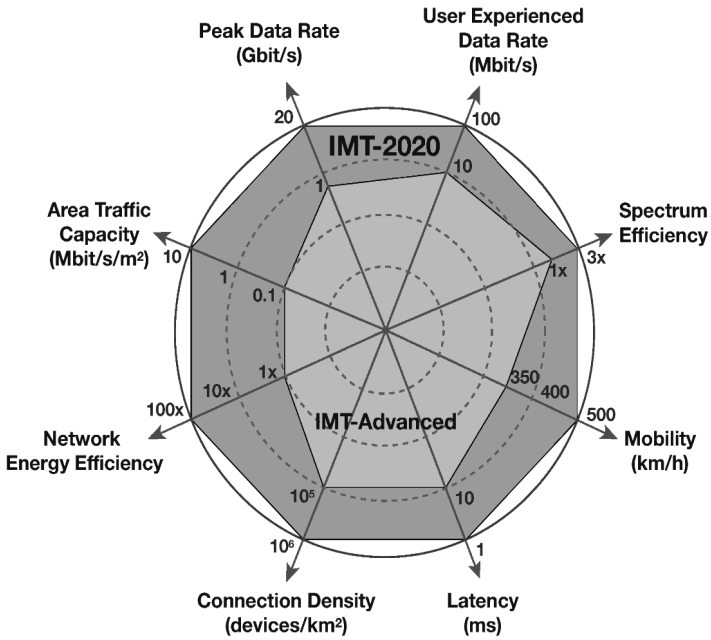 Peak Data Rate
(Gbit/s)
User Experienced
Data Rate
(Mbit/s)
20
100
IMT-2020
1
10
Area Traffic
Capacity
(Mbit/s/m²)
Spectrum
Efficiency
10
1
0.1
1x
3x
1x
10x
100x
350
400
500
Network
Energy Efficiency
IMT-Advanced
Mobility
(km/h)
10⁵
10
10⁶
1
Connection Density
(devices/km²)
Latency
(ms)